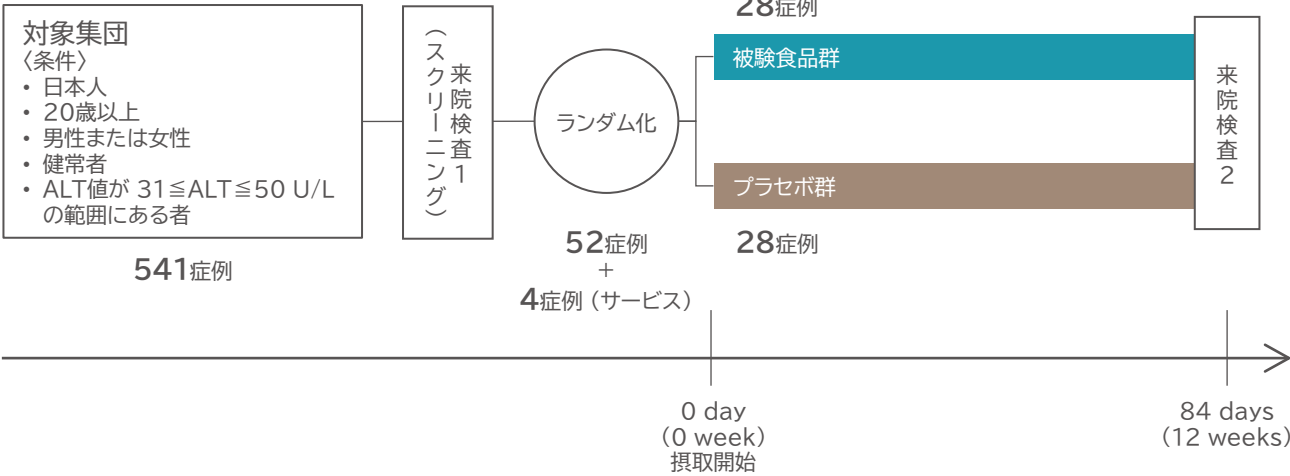 対象集団
〈条件〉
• 日本人
• 20歳以上
• 男性または女性
• 健常者
• ALT値が 31≦ALT≦50 U/L
の範囲にある者
541症例
来院検査1
（スクリーニング）
ランダム化
52症例
+
4症例（サービス）
28症例
被験食品群
プラセボ群
28症例
来院検査2
0 day
(0 week)
摂取開始
84 days
(12 weeks)